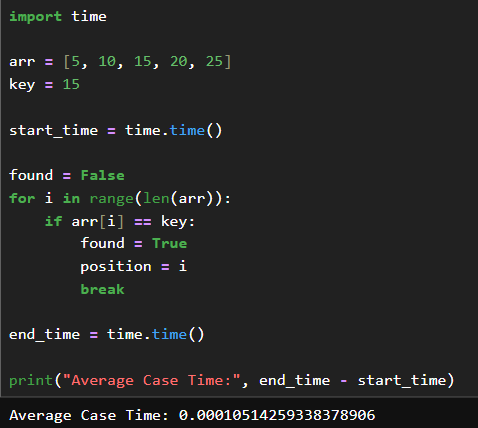 import time
arr = [5, 10, 15, 20, 25]
key = 15
start_time = time.time()
found = False
for i in range(len(arr)):
    if arr[i] == key:
        found = True
        position = i
        break
end_time = time.time()
print("Average Case Time:", end_time - start_time)
Average Case Time: 0.00010514259338378906